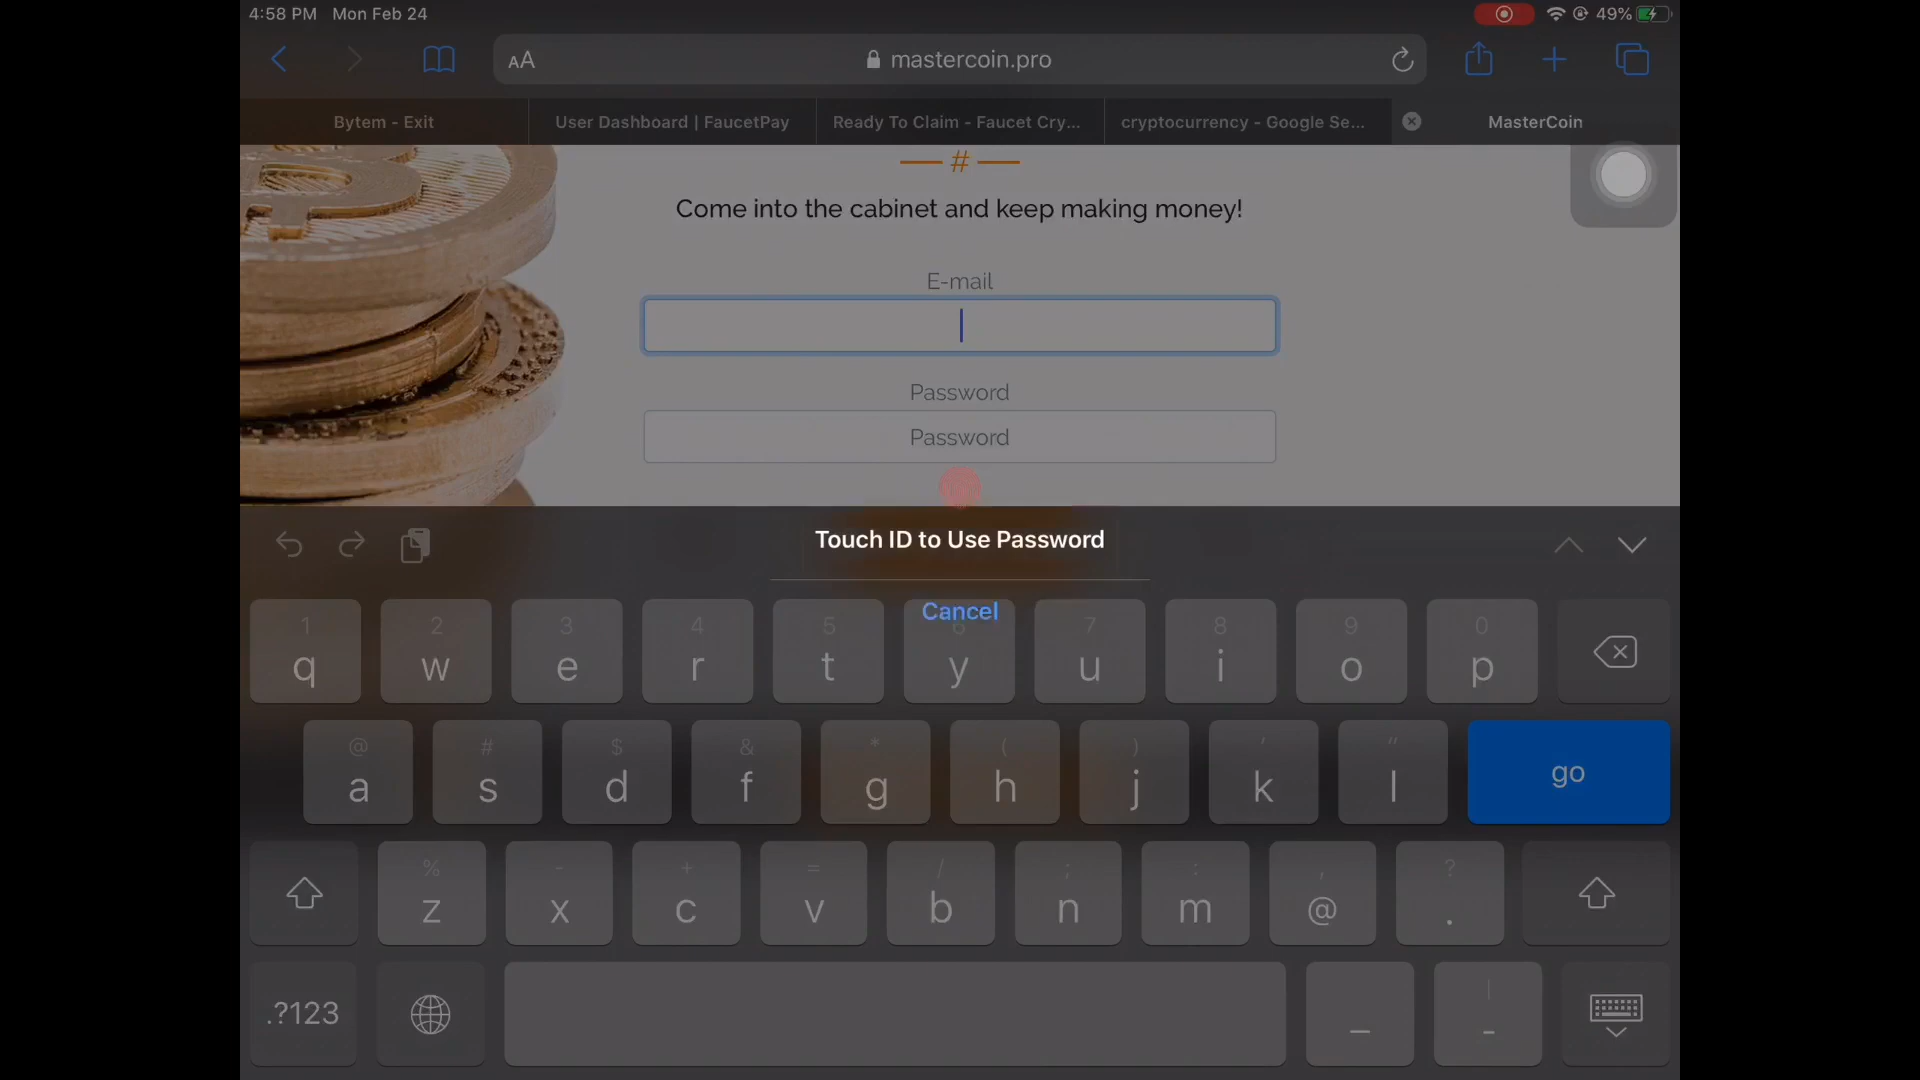 4:58 PM Mon Feb 24
49%
AA
mastercoin.pro
Bytem - Exit
User Dashboard | FaucetPay
Ready To Claim - Faucet Cry...
cryptocurrency - Google Se...
MasterCoin
#
Come into the cabinet and keep making money!
E-mail
Password
Password
Touch ID to Use Password
Cancel
1 2 3 4 5 6 7 8 9 0
q w e r t y u i o p
@ # $ & * ( ) ' "
a s d f g h j k l go
% - + = / ; : , ?
z x c v b n m @ .
.?123 _ -